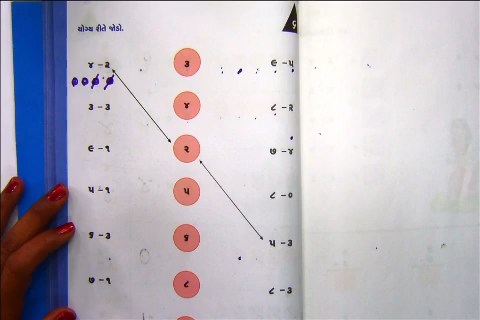 યોગ્ય રીતે જોડો.
૪ - ૨ ૩ ૯ - ૫
૩ - ૩ ૪ ૮ - ૨
૯ - ૧ ૨ ૭ - ૪
૫ - ૧ ૫ ૮ - ૦
૬ - ૩ ૬ ૫ - ૩
૭ - ૧ ૮ ૮ - ૩